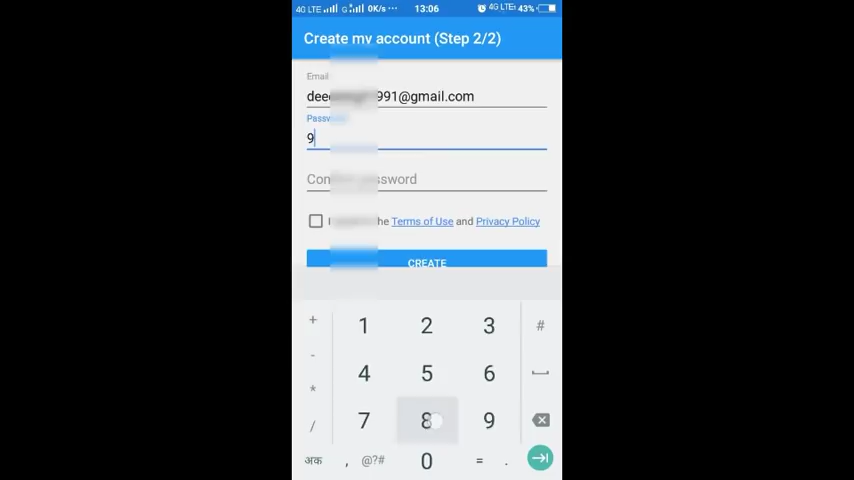 4G LTE G 0K/s ··· 13:06 4G LTE 43%
Create my account (Step 2/2)
Email
991@gmail.com
9
password
Terms of Use and Privacy Policy
CREATE
+ 1 2 3 #
- 4 5 6
*
/ 7 8 9
अक , @?# 0 = .